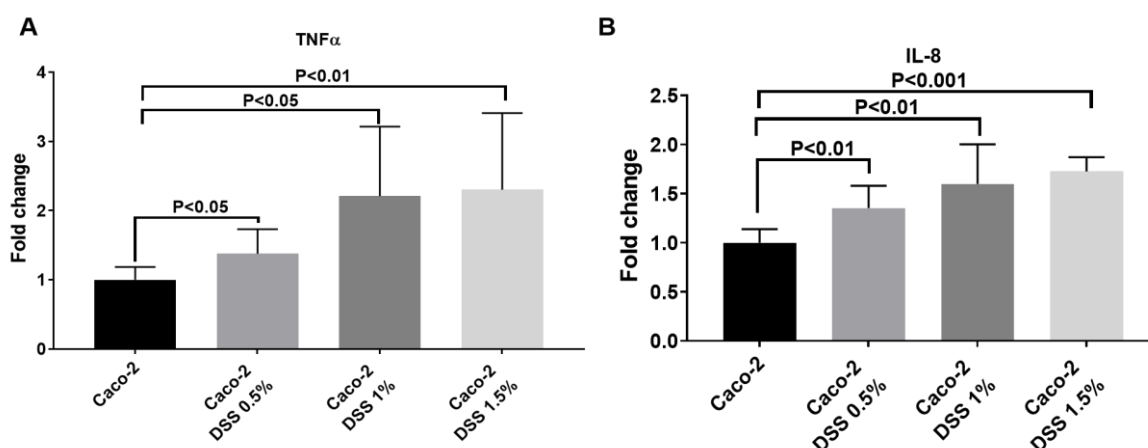 A
TNFα
Fold change
4
3
2
1
0
P<0.01
P<0.05
P<0.05
Caco-2
Caco-2
DSS 0.5%
Caco-2
DSS 1%
Caco-2
DSS 1.5%
B
IL-8
Fold change
2.5
2.0
1.5
1.0
0.5
0.0
P<0.001
P<0.01
P<0.01
Caco-2
Caco-2
DSS 0.5%
Caco-2
DSS 1%
Caco-2
DSS 1.5%